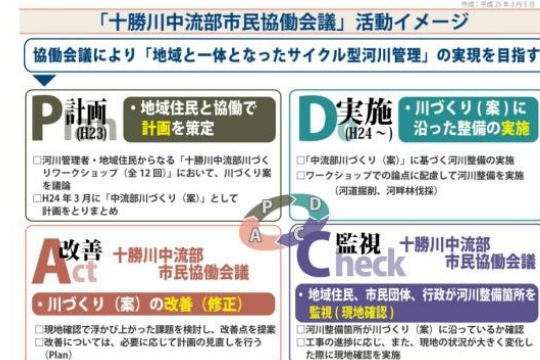 作成：平成25年3月5日
「十勝川中流部市民協働会議」活動イメージ
協働会議により「地域と一体となったサイクル型河川管理」の実現を目指す
Plan 計画
(H23)
・地域住民と協働で
計画を策定
□河川管理者・地域住民からなる「十勝川中流部川づく
りワークショップ（全12回）」において、川づくり案
を議論
□H24年3月に「中流部川づくり（案）」として
計画をとりまとめ
Do 実施
(H24～)
・川づくり(案)に
沿った整備の実施
□「中流部川づくり（案）」に基づく河川整備の実施
□ワークショップでの論点に配慮して河川整備を実施
（河道掘削、河畔林伐採）
P D
A C
Act 改善
十勝川中流部
市民協働会議
・川づくり（案）の改善（修正）
□現地確認で浮かび上がった課題を検討し、改善点を提案
□改善については、必要に応じて計画の見直しを行う
(Plan)
Check 監視
十勝川中流部
市民協働会議
・地域住民、市民団体、行政が河川整備箇所を
監視(現地確認)
□河川整備箇所が川づくり（案）に沿っているか確認
□工事の進捗に応じ、また、現地の状況が大きく変化し
た際に現地確認を実施